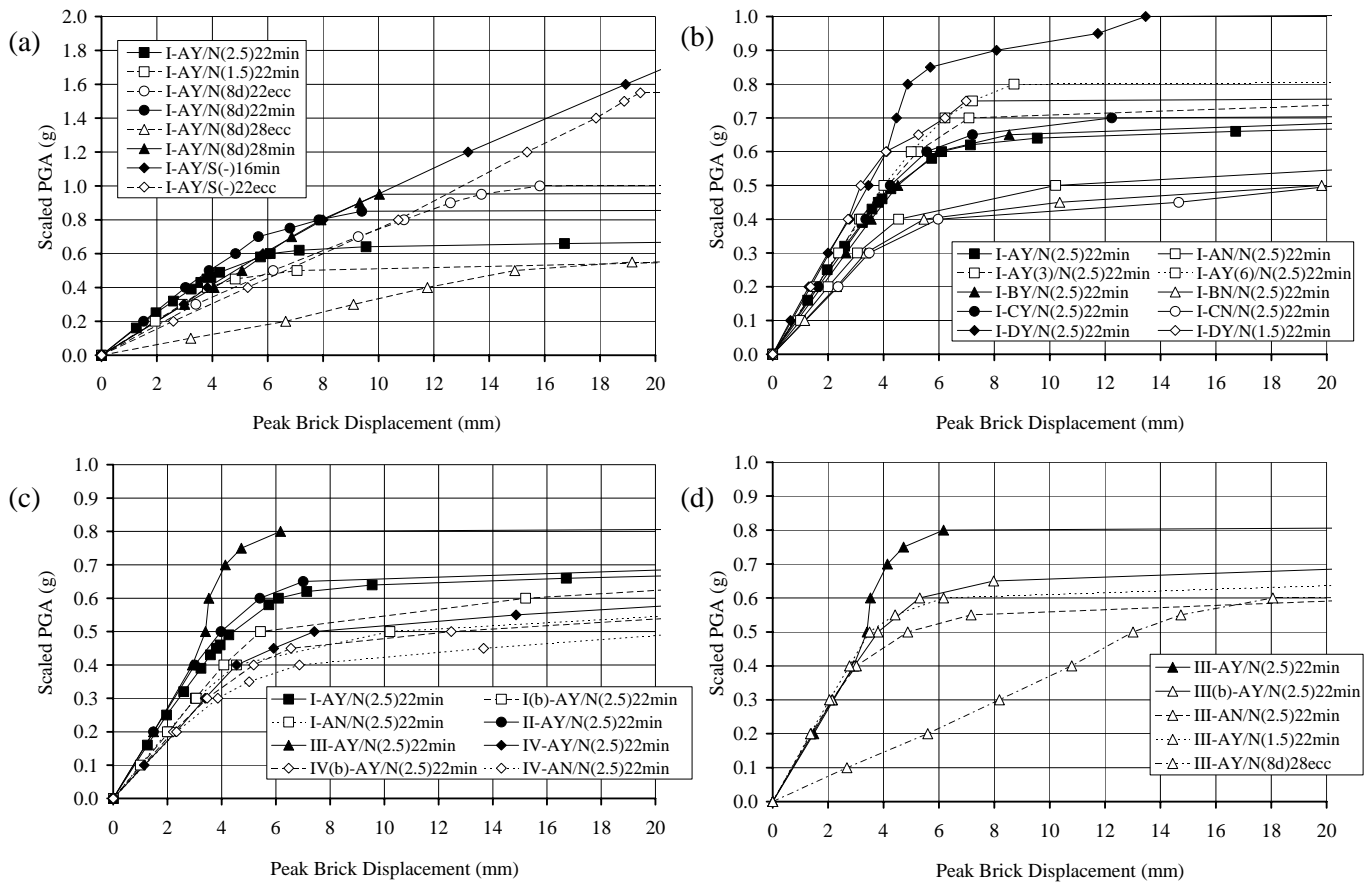 (a)
Scaled PGA (g)
2.0
1.8
1.6
1.4
1.2
1.0
0.8
0.6
0.4
0.2
0.0
I-AY/N(2.5)22min
I-AY/N(1.5)22min
I-AY/N(8d)22ecc
I-AY/N(8d)22min
I-AY/N(8d)28ecc
I-AY/N(8d)28min
I-AY/S(-)16min
I-AY/S(-)22ecc
0 2 4 6 8 10 12 14 16 18 20
Peak Brick Displacement (mm)
(b)
Scaled PGA (g)
1.0
0.9
0.8
0.7
0.6
0.5
0.4
0.3
0.2
0.1
0.0
I-AY/N(2.5)22min I-AN/N(2.5)22min
I-AY(3)/N(2.5)22min I-AY(6)/N(2.5)22min
I-BY/N(2.5)22min I-BN/N(2.5)22min
I-CY/N(2.5)22min I-CN/N(2.5)22min
I-DY/N(2.5)22min I-DY/N(1.5)22min
0 2 4 6 8 10 12 14 16 18 20
Peak Brick Displacement (mm)
(c)
Scaled PGA (g)
1.0
0.9
0.8
0.7
0.6
0.5
0.4
0.3
0.2
0.1
0.0
I-AY/N(2.5)22min I(b)-AY/N(2.5)22min
I-AN/N(2.5)22min II-AY/N(2.5)22min
III-AY/N(2.5)22min IV-AY/N(2.5)22min
IV(b)-AY/N(2.5)22min IV-AN/N(2.5)22min
0 2 4 6 8 10 12 14 16 18 20
Peak Brick Displacement (mm)
(d)
Scaled PGA (g)
1.0
0.9
0.8
0.7
0.6
0.5
0.4
0.3
0.2
0.1
0.0
III-AY/N(2.5)22min
III(b)-AY/N(2.5)22min
III-AN/N(2.5)22min
III-AY/N(1.5)22min
III-AY/N(8d)28ecc
0 2 4 6 8 10 12 14 16 18 20
Peak Brick Displacement (mm)